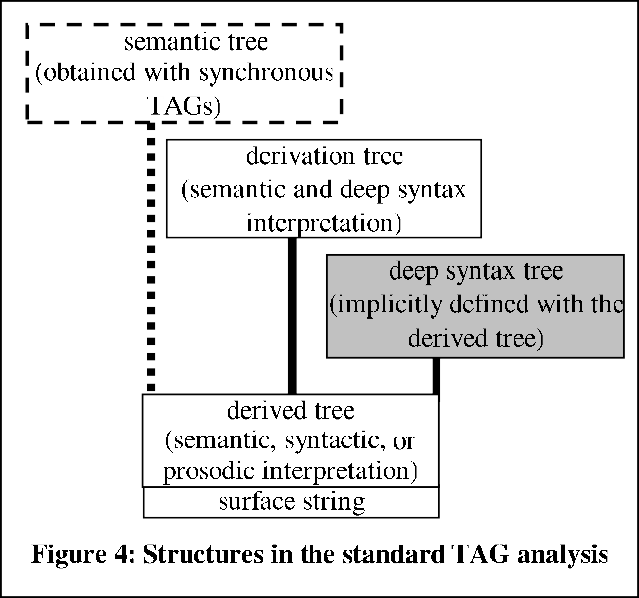 semantic tree
(obtained with synchronous
TAGs)
derivation tree
(semantic and deep syntax
interpretation)
deep syntax tree
(implicitly defined with the
derived tree)
derived tree
(semantic, syntactic, or
prosodic interpretation)
surface string
Figure 4: Structures in the standard TAG analysis